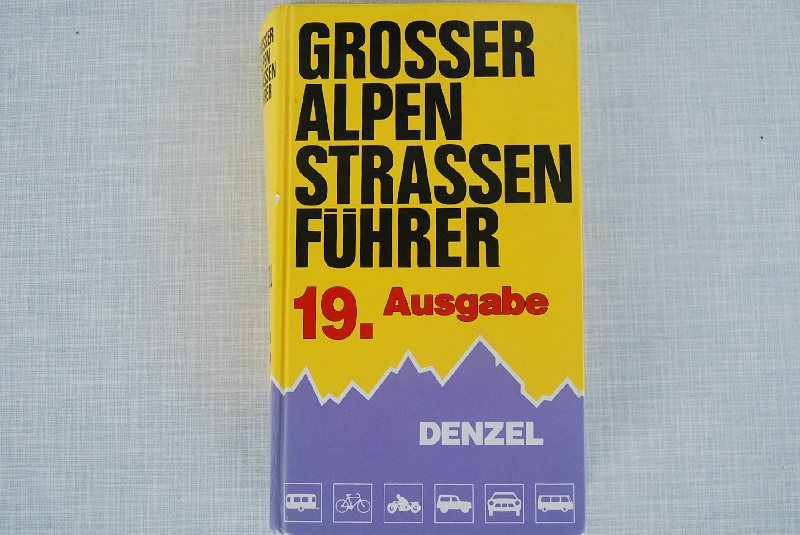 GROSSER
ALPEN
STRASSEN
FÜHRER
19. Ausgabe
DENZEL